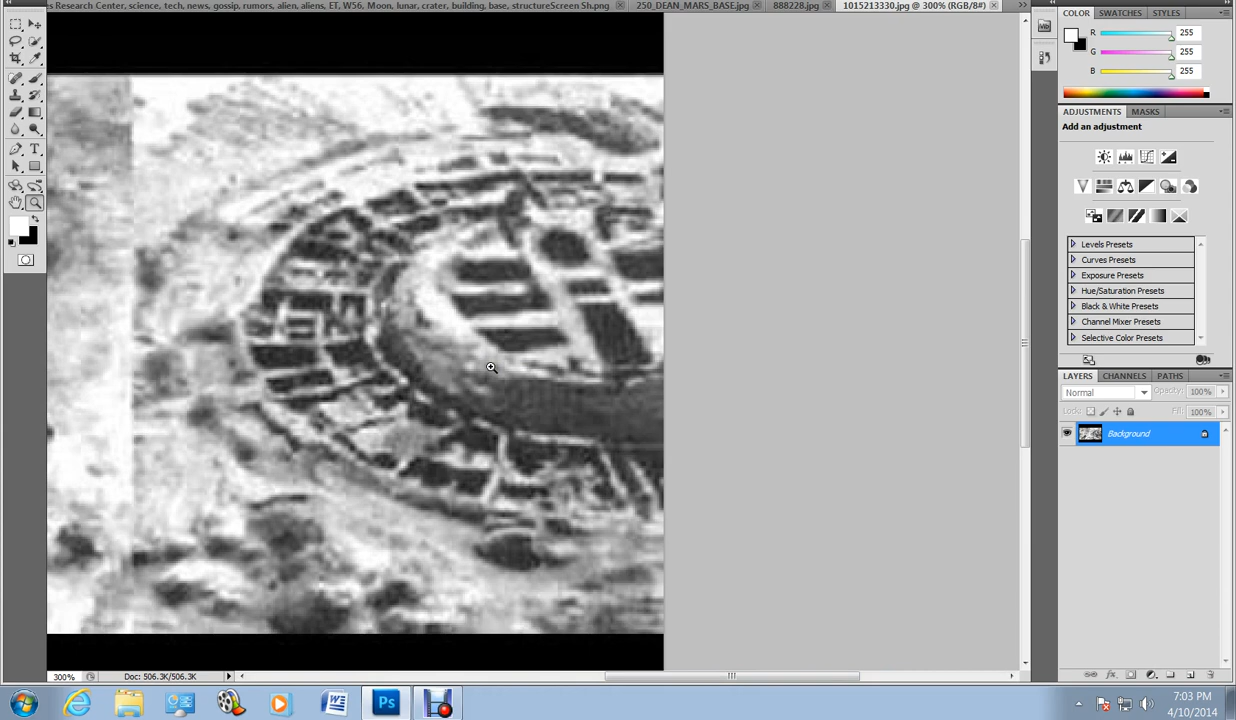 es Research Center, science, tech, news, gossip, rumors, alien, aliens, ET, W56, Moon, lunar, crater, building, base, structureScreen Sh.png
250_DEAN_MARS_BASE.jpg
888228.jpg
1015213330.jpg @ 300% (RGB/8#)
COLOR SWATCHES STYLES
R 255
G 255
B 255
ADJUSTMENTS MASKS
Add an adjustment
Levels Presets
Curves Presets
Exposure Presets
Hue/Saturation Presets
Black & White Presets
Channel Mixer Presets
Selective Color Presets
LAYERS CHANNELS PATHS
Normal Opacity: 100%
Lock: Fill: 100%
Background
300% Doc: 506.3K/506.3K
W Ps
7:03 PM
4/10/2014